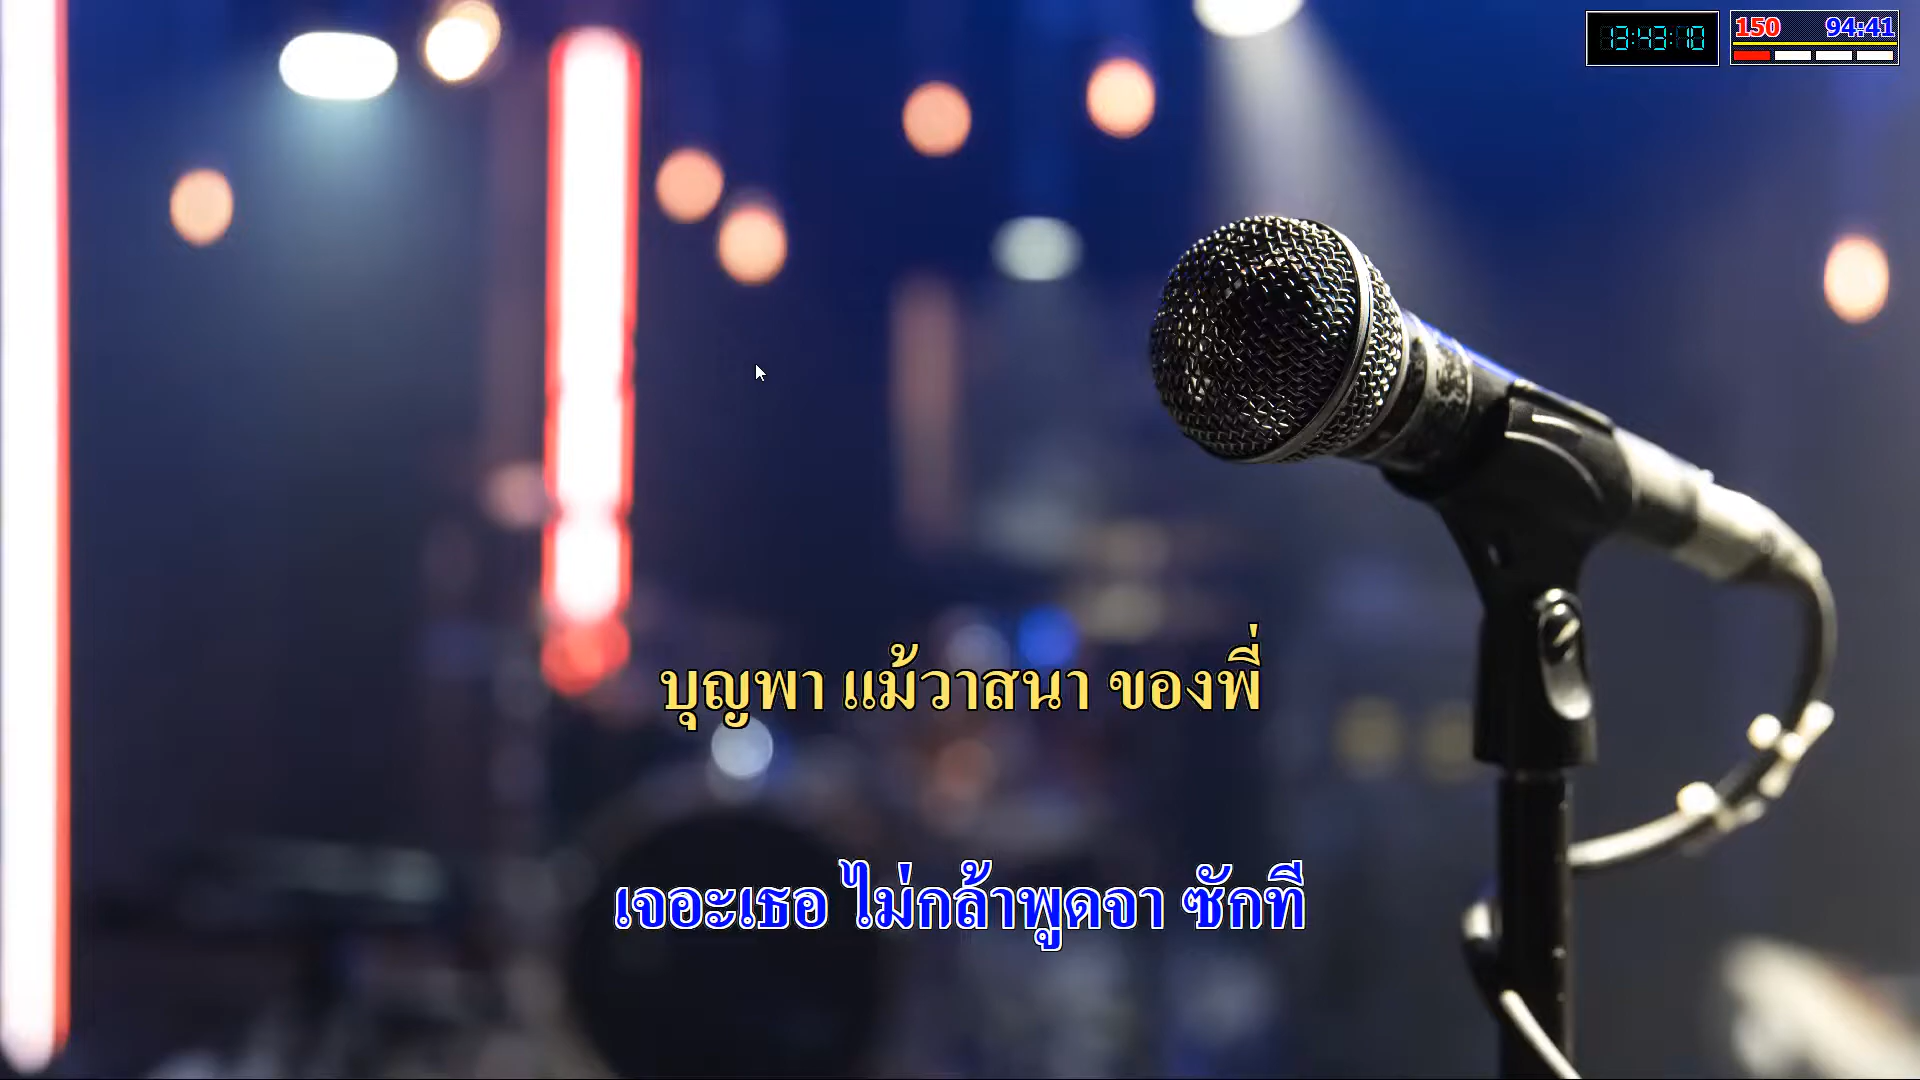 13:43:10
150 94:41
บุญพา แม้วาสนา ของพี่
เจอะเธอ ไม่กล้าพูดจา ซักที